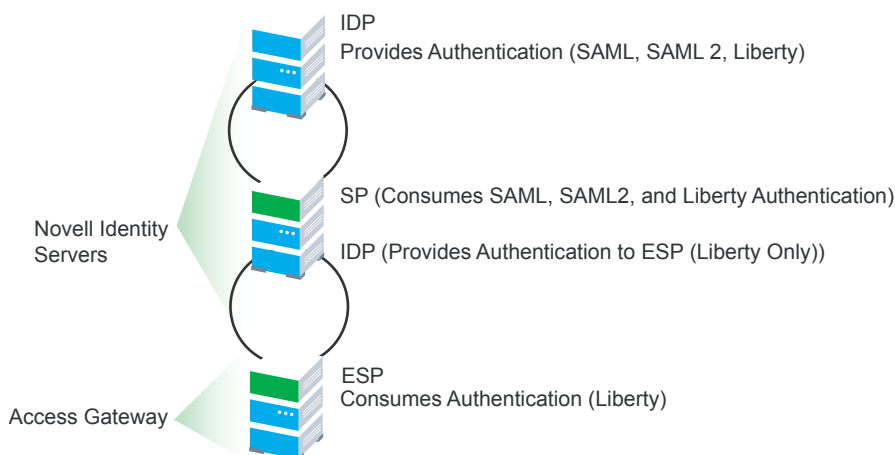 IDP
Provides Authentication (SAML, SAML 2, Liberty)
SP (Consumes SAML, SAML2, and Liberty Authentication)
Novell Identity
Servers
IDP (Provides Authentication to ESP (Liberty Only))
ESP
Consumes Authentication (Liberty)
Access Gateway